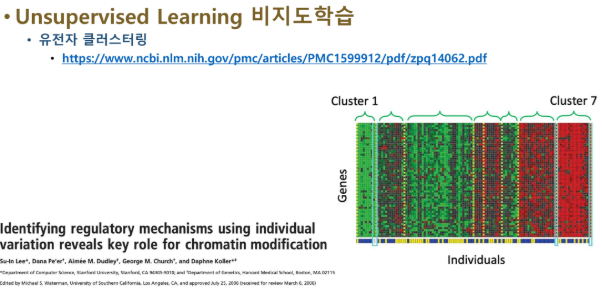 • Unsupervised Learning 비지도학습
• 유전자 클러스터링
• https://www.ncbi.nlm.nih.gov/pmc/articles/PMC1599912/pdf/zpq14062.pdf
Cluster 1
Cluster 7
Genes
Individuals
Identifying regulatory mechanisms using individual
variation reveals key role for chromatin modification
Su-In Lee*, Dana Pe'er†, Aimée M. Dudley†, George M. Church†, and Daphne Koller*‡
*Department of Computer Science, Stanford University, Stanford, CA 94305-9010; and †Department of Genetics, Harvard Medical School, Boston, MA 02115
Edited by Michael S. Waterman, University of Southern California, Los Angeles, CA, and approved July 25, 2006 (received for review March 6, 2006)